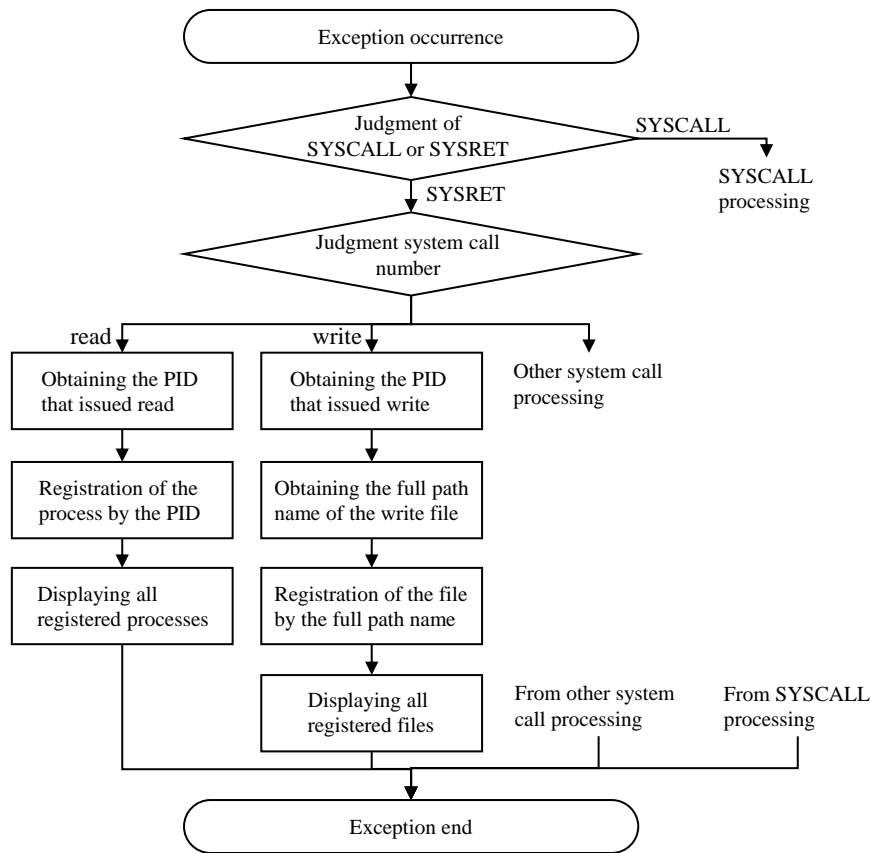 Exception occurrence
Judgment of
SYSCALL or SYSRET
SYSCALL
SYSCALL
processing
SYSRET
Judgment system call
number
read
write
Obtaining the PID
that issued read
Obtaining the PID
that issued write
Other system call
processing
Registration of the
process by the PID
Obtaining the full path
name of the write file
Displaying all
registered processes
Registration of the file
by the full path name
Displaying all
registered files
From other system
call processing
From SYSCALL
processing
Exception end